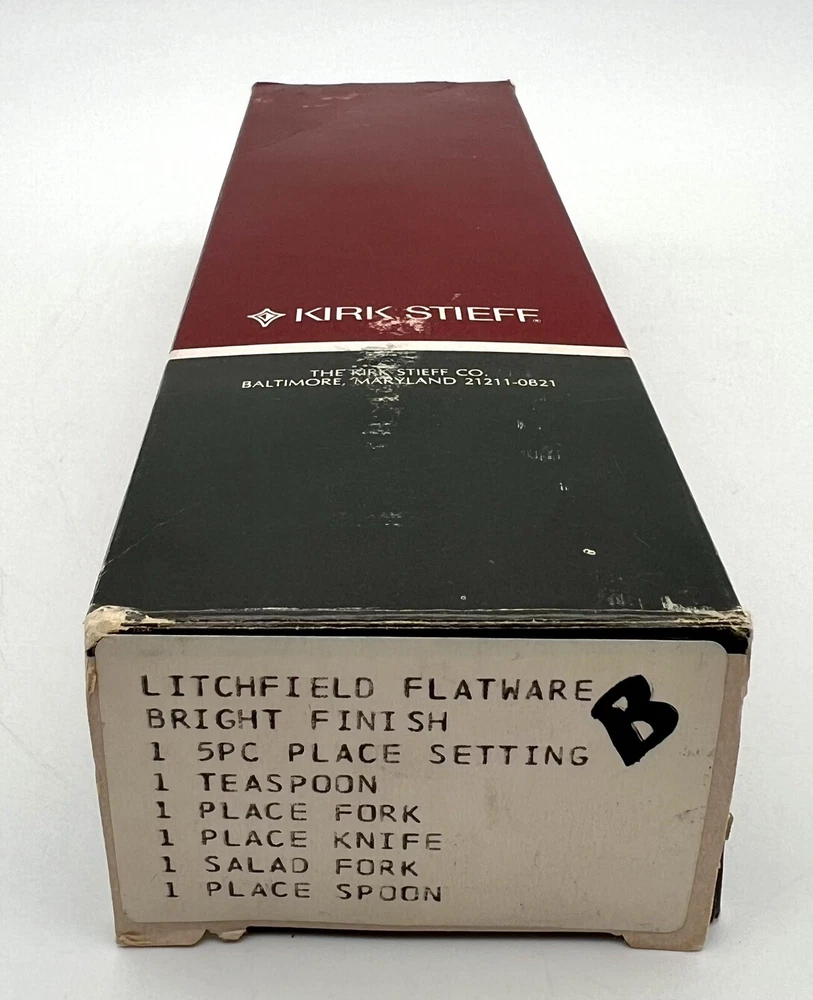 KIRK STIEFF®
THE KIRK STIEFF CO.
BALTIMORE, MARYLAND 21211-0821
LITCHFIELD FLATWARE
B
BRIGHT FINISH
1 5PC PLACE SETTING
1 TEASPOON
1 PLACE FORK
1 PLACE KNIFE
1 SALAD FORK
1 PLACE SPOON